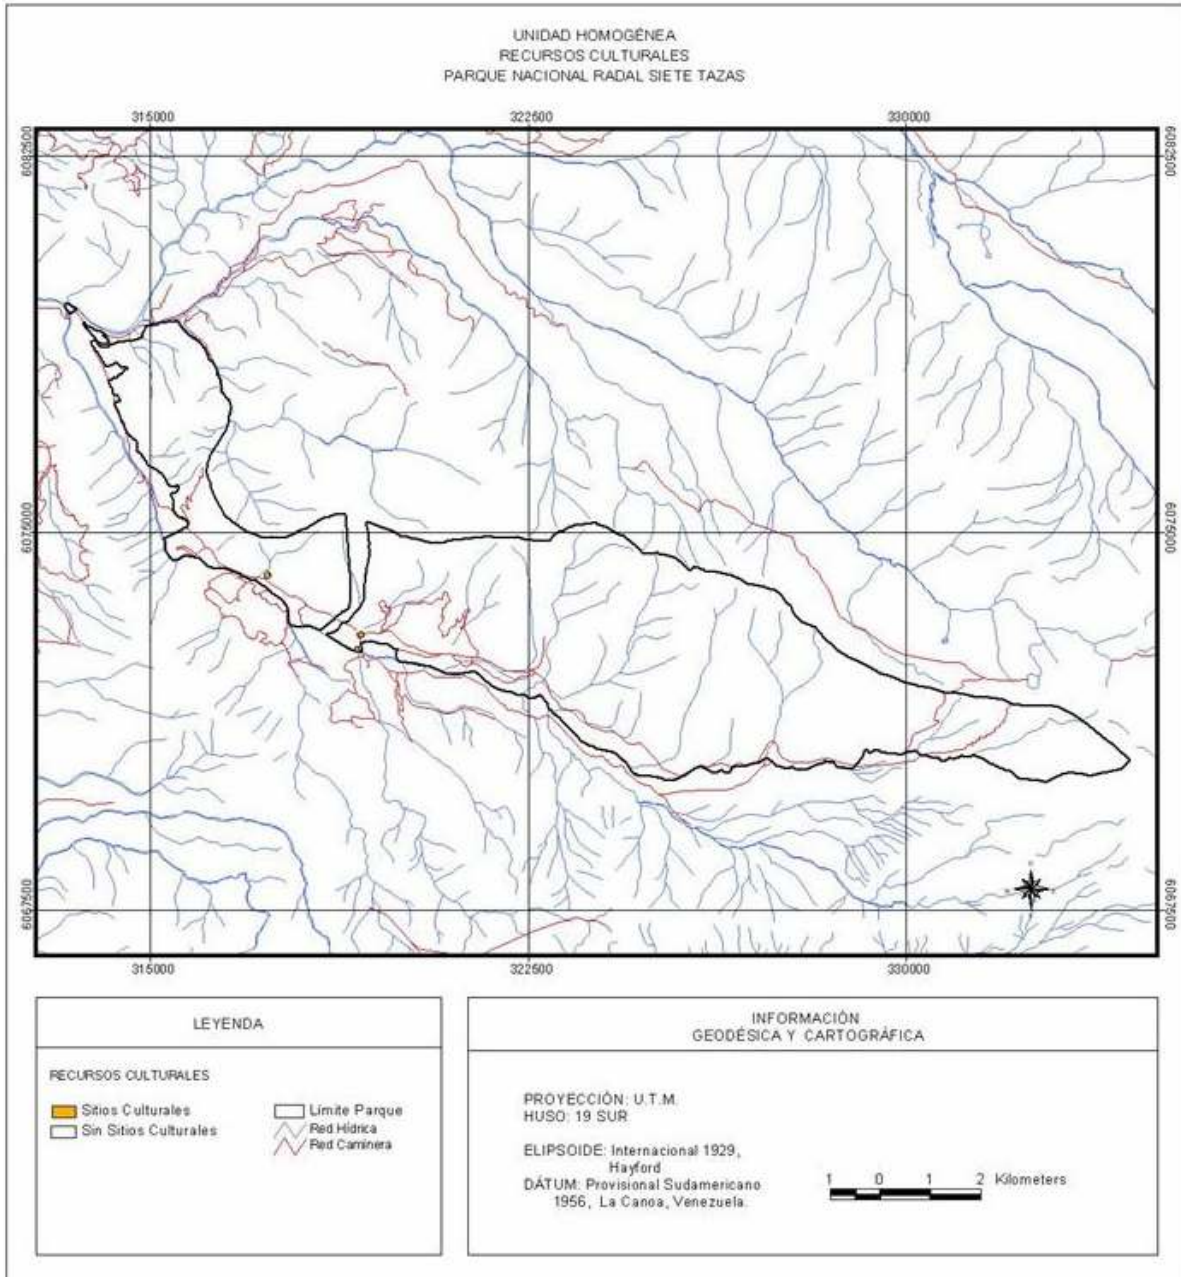 UNIDAD HOMOGÉNEA
RECURSOS CULTURALES
PARQUE NACIONAL RADAL SIETE TAZAS
315000 322500 330000
6082500 6082500
6075000 6075000
6067500 6067500
315000 322500 330000
LEYENDA
RECURSOS CULTURALES
Sitios Culturales
Sin Sitios Culturales
Límite Parque
Red Hídrica
Red Caminera
INFORMACIÓN
GEODÉSICA Y CARTOGRÁFICA
PROYECCIÓN: U.T.M.
HUSO: 19 SUR
ELIPSOIDE: Internacional 1929,
Hayford
DÁTUM: Provisional Sudamericano
1956, La Canoa, Venezuela.
1 0 1 2 Kilometers